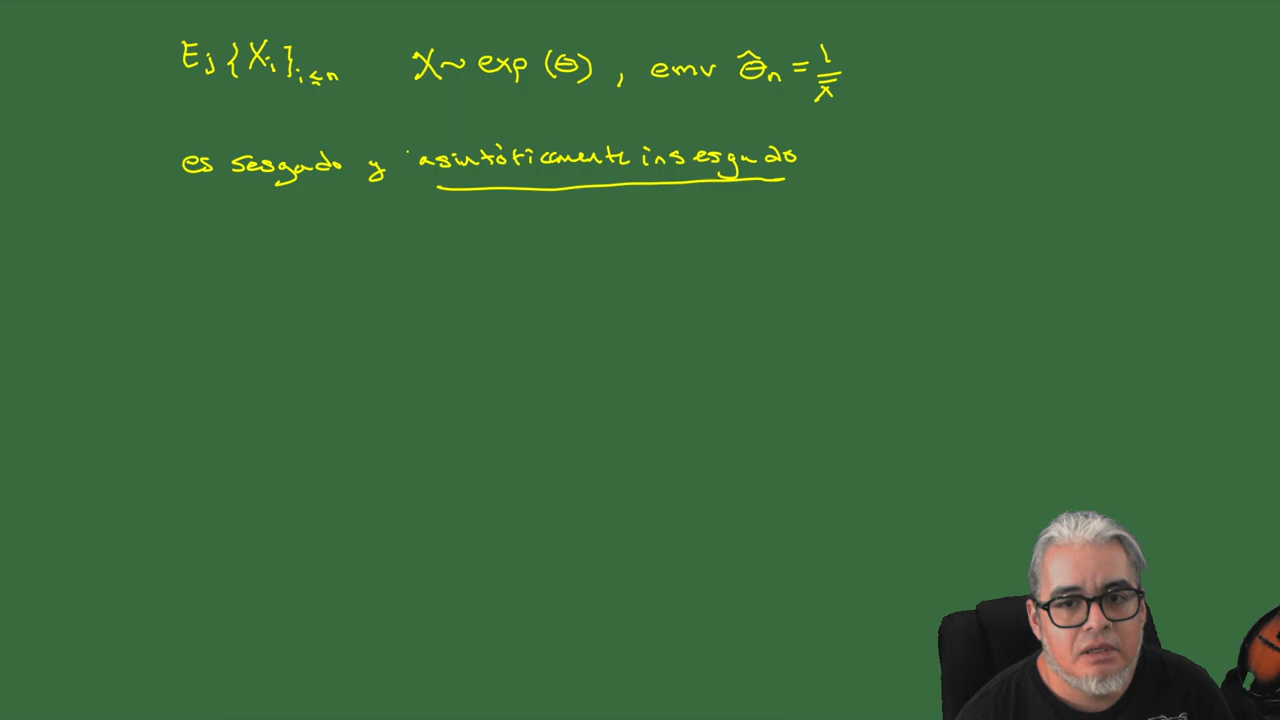 Ej {Xi}i≤n X ~ exp (θ) , emv θ̂n = 1/x̄
es sesgado y asintóticamente insesgado